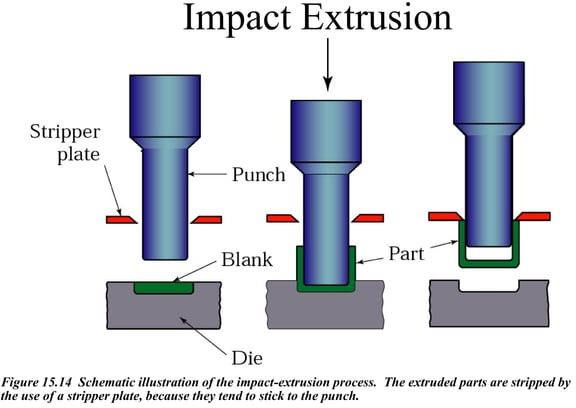 Impact Extrusion
Stripper
plate
Punch
Blank
Part
Die
Figure 15.14  Schematic illustration of the impact-extrusion process.  The extruded parts are stripped by
the use of a stripper plate, because they tend to stick to the punch.